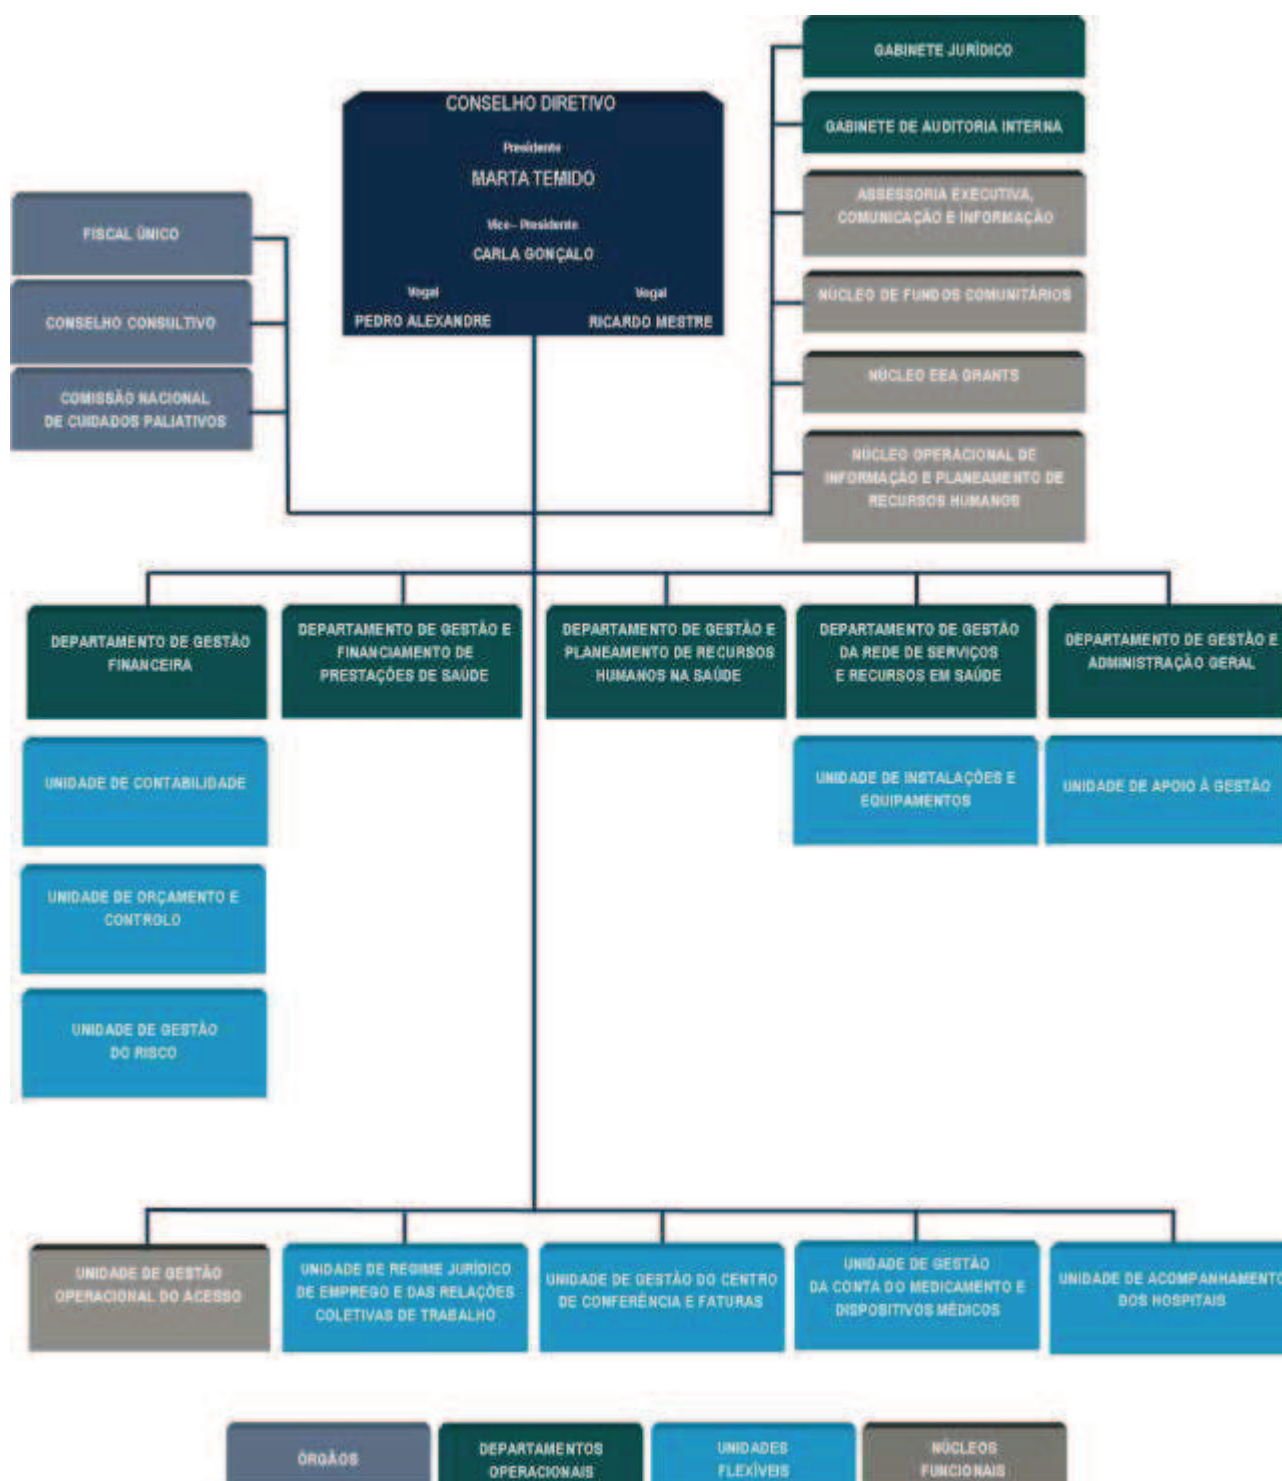 GABINETE JURÍDICO
GABINETE DE AUDITORIA INTERNA
ASSESSORIA EXECUTIVA,
COMUNICAÇÃO E INFORMAÇÃO
NÚCLEO DE FUNDOS COMUNITÁRIOS
NÚCLEO EEA GRANTS
NÚCLEO OPERACIONAL DE
INFORMAÇÃO E PLANEAMENTO DE
RECURSOS HUMANOS
CONSELHO DIRETIVO
Presidente
MARTA TEMIDO
Vice-Presidente
CARLA GONÇALO
Vogal
PEDRO ALEXANDRE
Vogal
RICARDO MESTRE
FISCAL ÚNICO
CONSELHO CONSULTIVO
COMISSÃO NACIONAL
DE CUIDADOS PALIATIVOS
DEPARTAMENTO DE GESTÃO
FINANCEIRA
DEPARTAMENTO DE GESTÃO E
FINANCIAMENTO DE
PRESTAÇÕES DE SAÚDE
DEPARTAMENTO DE GESTÃO E
PLANEAMENTO DE RECURSOS
HUMANOS NA SAÚDE
DEPARTAMENTO DE GESTÃO
DA REDE DE SERVIÇOS
E RECURSOS EM SAÚDE
DEPARTAMENTO DE GESTÃO E
ADMINISTRAÇÃO GERAL
UNIDADE DE CONTABILIDADE
UNIDADE DE INSTALAÇÕES E
EQUIPAMENTOS
UNIDADE DE APOIO À GESTÃO
UNIDADE DE ORÇAMENTO E
CONTROLO
UNIDADE DE GESTÃO
DO RISCO
UNIDADE DE GESTÃO
OPERACIONAL DO ACESSO
UNIDADE DE REGIME JURÍDICO
DE EMPREGO E DAS RELAÇÕES
COLETIVAS DE TRABALHO
UNIDADE DE GESTÃO DO CENTRO
DE CONFERÊNCIA E FATURAS
UNIDADE DE GESTÃO
DA CONTA DO MEDICAMENTO E
DISPOSITIVOS MÉDICOS
UNIDADE DE ACOMPANHAMENTO
DOS HOSPITAIS
ÓRGÃOS
DEPARTAMENTOS
OPERACIONAIS
UNIDADES
FLEXÍVEIS
NÚCLEOS
FUNCIONAIS